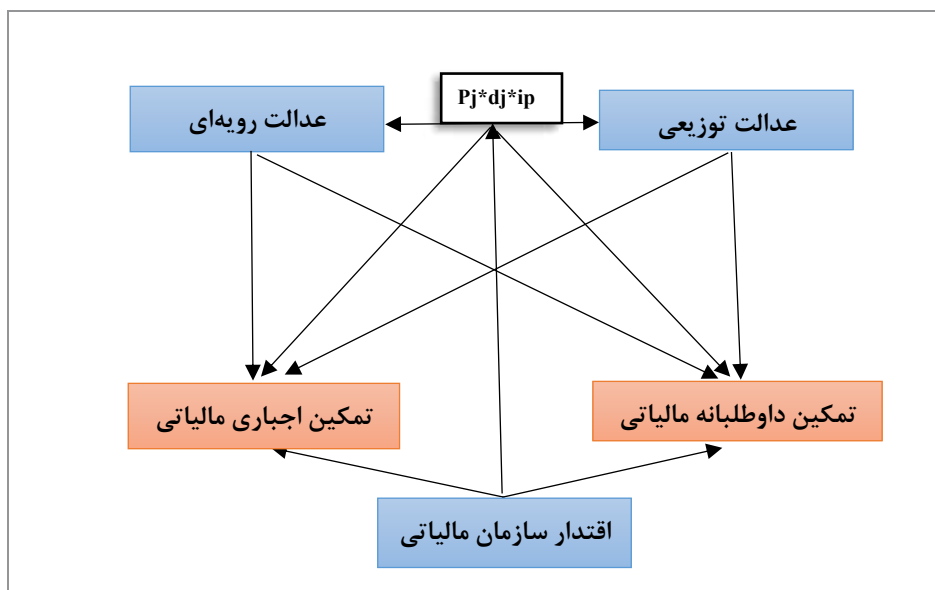 Pj*dj*ip
عدالت توزیعی
عدالت رویه‌ای
تمکین داوطلبانه مالیاتی
تمکین اجباری مالیاتی
اقتدار سازمان مالیاتی